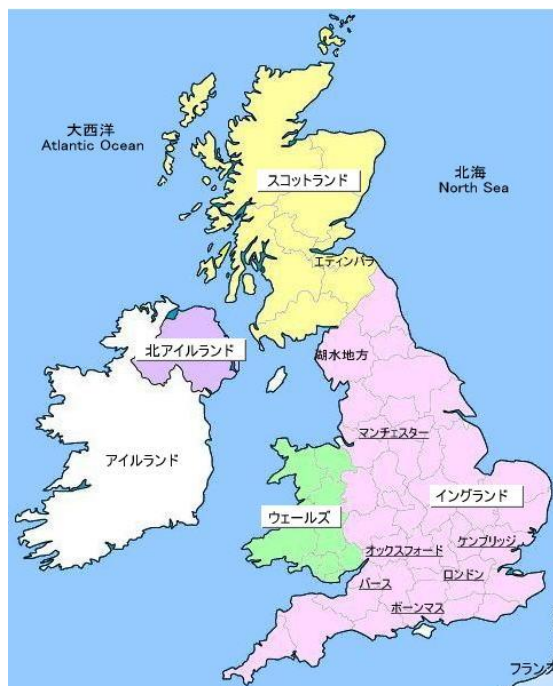 大西洋
Atlantic Ocean
北海
North Sea
スコットランド
エディンバラ
北アイルランド
湖水地方
マンチェスター
アイルランド
イングランド
ウェールズ
ケンブリッジ
オックスフォード
ロンドン
バース
ボーンマス
フランス